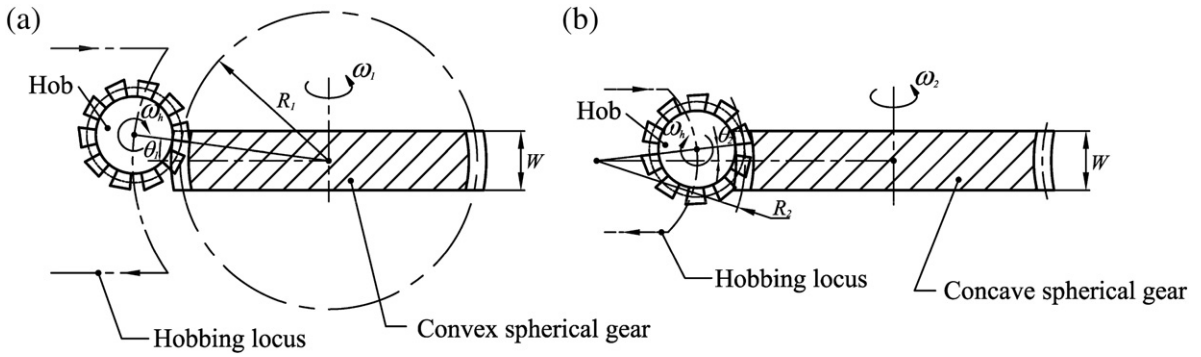 (a)
Hob
ω₁
R₁
ωₕ
θ₁
W
Convex spherical gear
Hobbing locus
(b)
Hob
ω₂
ωₕ
θ₂
W
R₂
Hobbing locus
Concave spherical gear